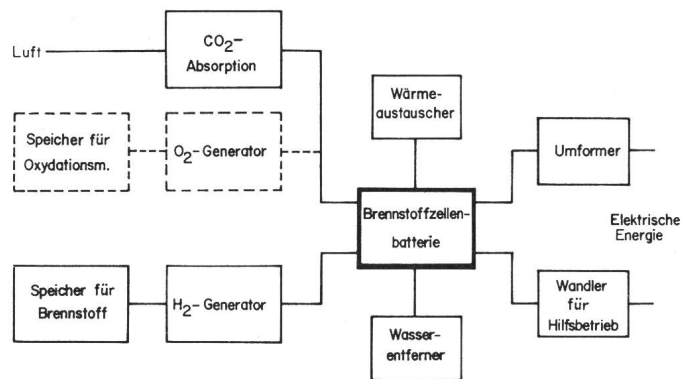 Luft
CO2-
Absorption
Wärme-
austauscher
Speicher für
Oxydationsm.
O2-Generator
Umformer
Brennstoffzellen-
batterie
Elektrische
Energie
Speicher für
Brennstoff
H2-Generator
Wandler
für
Hilfsbetrieb
Wasser-
entferner